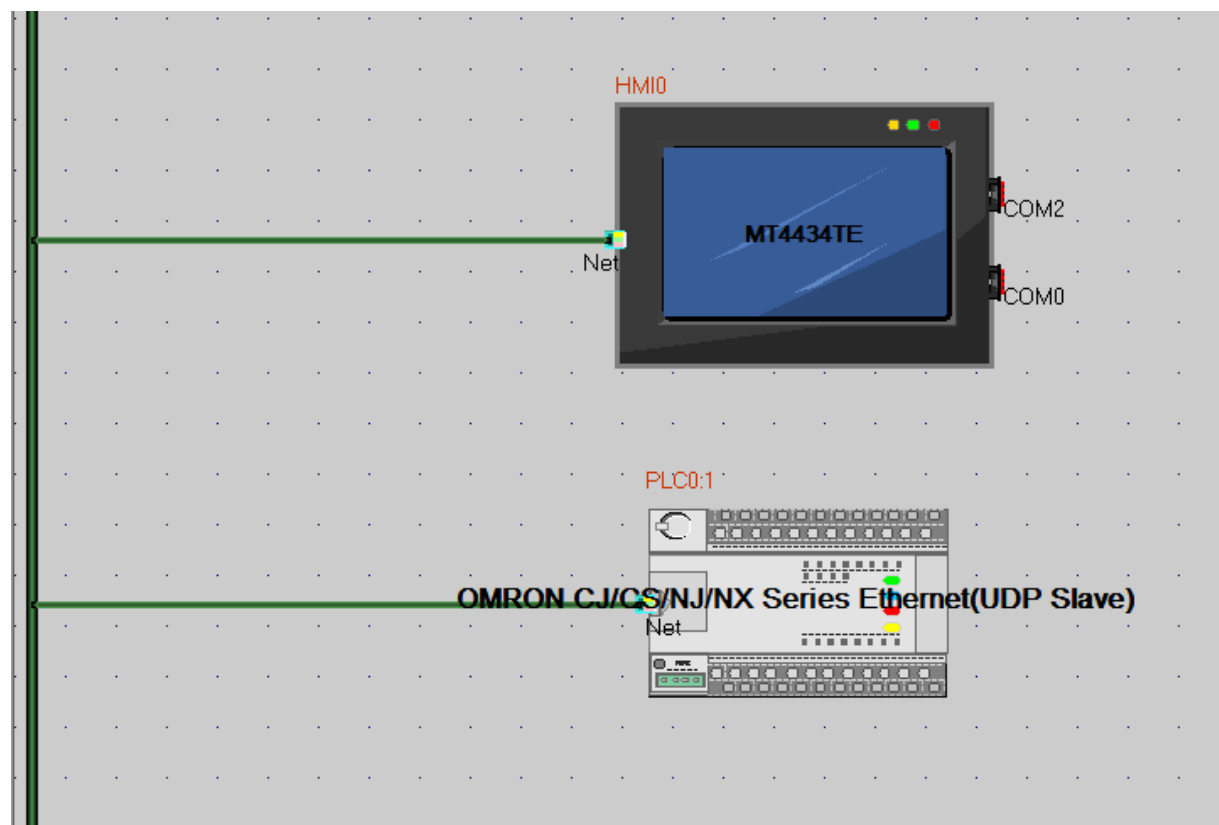 HMI0
MT4434TE
COM2
Net
COM0
PLC0:1
OMRON CJ/CS/NJ/NX Series Ethernet(UDP Slave)
Net